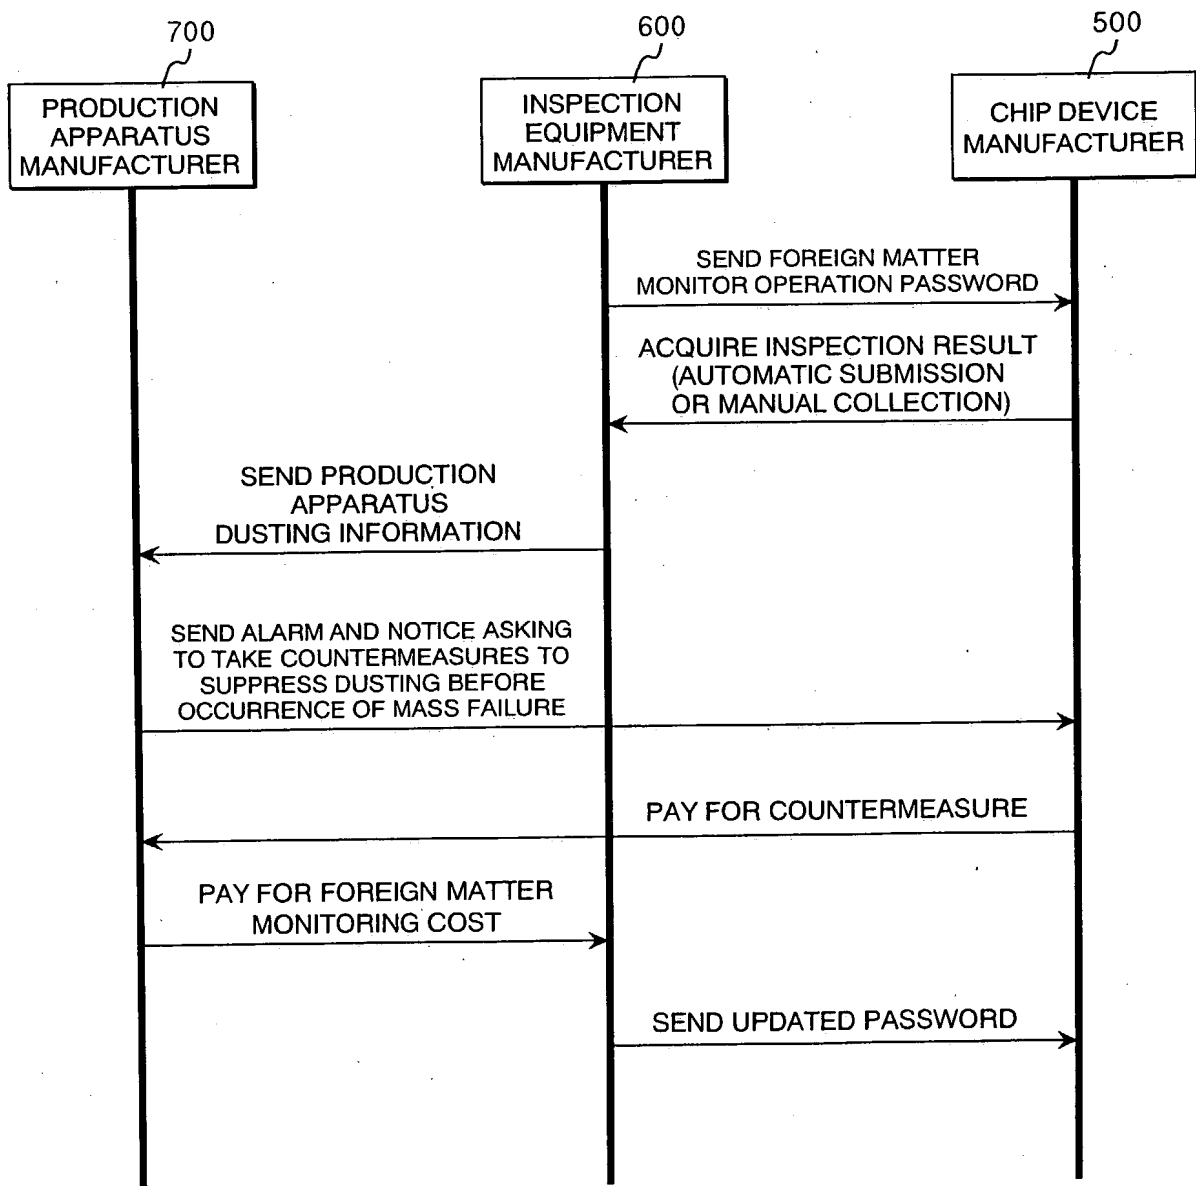 700
600
500
PRODUCTION
APPARATUS
MANUFACTURER
INSPECTION
EQUIPMENT
MANUFACTURER
CHIP DEVICE
MANUFACTURER
SEND FOREIGN MATTER
MONITOR OPERATION PASSWORD
ACQUIRE INSPECTION RESULT
(AUTOMATIC SUBMISSION
OR MANUAL COLLECTION)
SEND PRODUCTION
APPARATUS
DUSTING INFORMATION
SEND ALARM AND NOTICE ASKING
TO TAKE COUNTERMEASURES TO
SUPPRESS DUSTING BEFORE
OCCURRENCE OF MASS FAILURE
PAY FOR COUNTERMEASURE
PAY FOR FOREIGN MATTER
MONITORING COST
SEND UPDATED PASSWORD